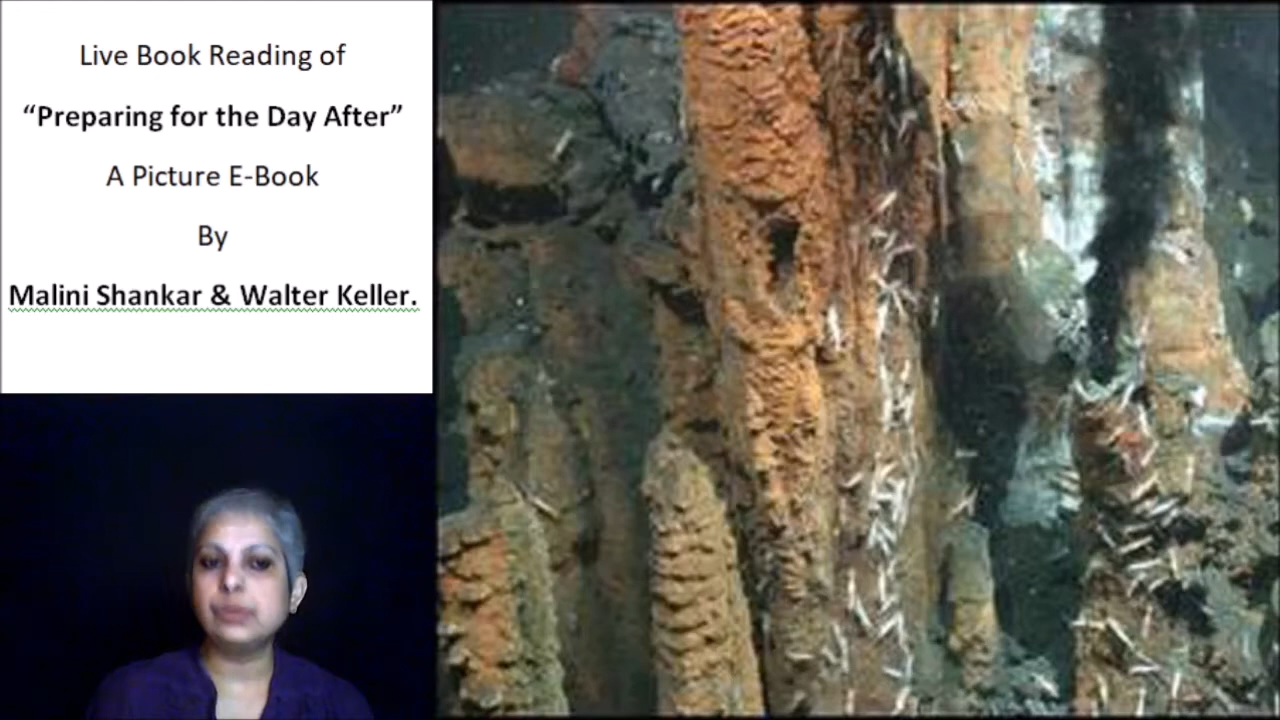 Live Book Reading of
“Preparing for the Day After”
A Picture E-Book
By
Malini Shankar & Walter Keller.